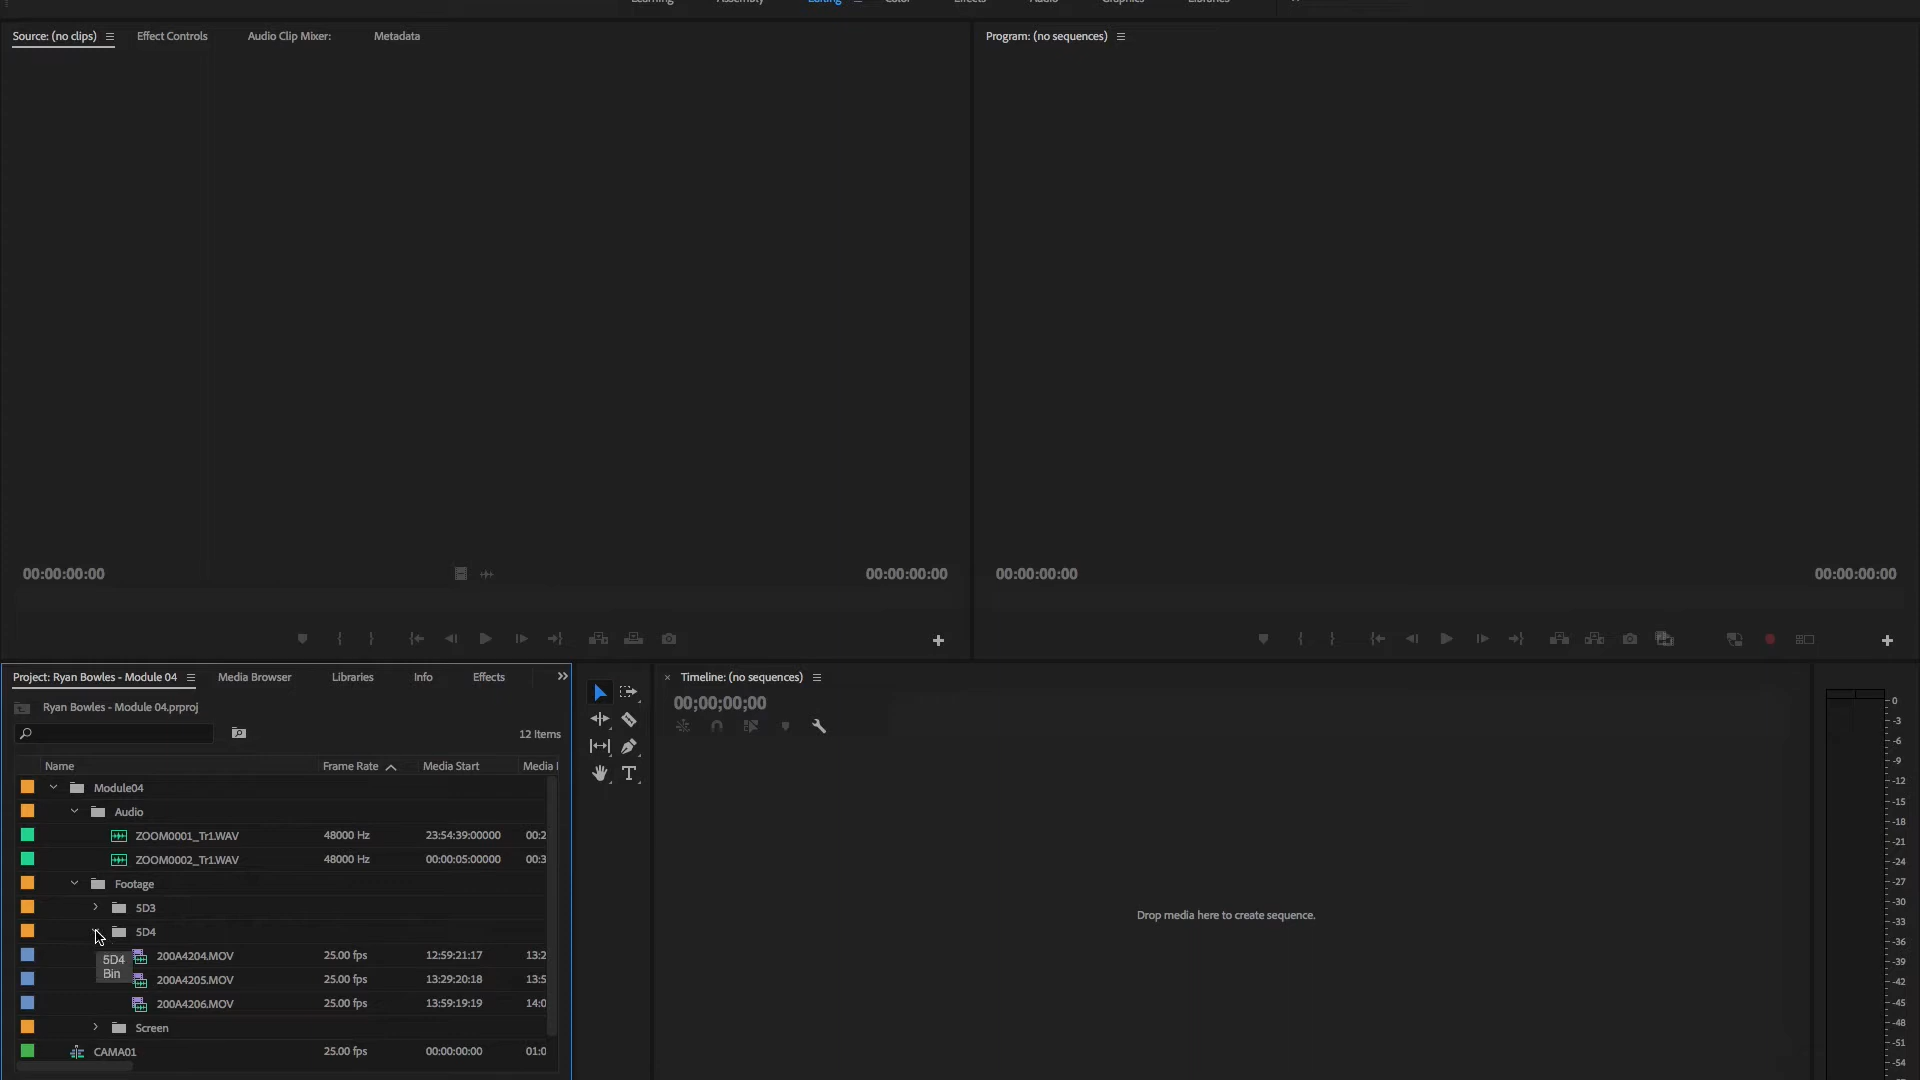 Learning Assembly Editing Color Effects Audio Graphics Libraries
Source: (no clips) Effect Controls Audio Clip Mixer: Metadata
Program: (no sequences)
00:00:00:00 00:00:00:00
00:00:00:00 00:00:00:00
Project: Ryan Bowles - Module 04 Media Browser Libraries Info Effects
Ryan Bowles - Module 04.prproj
12 Items
Name Frame Rate Media Start Media
Module04
Audio
ZOOM0001_Tr1.WAV 48000 Hz 23:54:39:00000 00:2
ZOOM0002_Tr1.WAV 48000 Hz 00:00:05:00000 00:3
Footage
5D3
5D4
200A4204.MOV 25.00 fps 12:59:21:17 13:2
200A4205.MOV 25.00 fps 13:29:20:18 13:5
200A4206.MOV 25.00 fps 13:59:19:19 14:0
5D4
Bin
Screen
CAMA01 25.00 fps 00:00:00:00 01:0
T
Timeline: (no sequences)
00;00;00;00
Drop media here to create sequence.
0
-3
-6
-9
-12
-15
-18
-21
-24
-27
-30
-33
-36
-39
-42
-45
-48
-51
-54